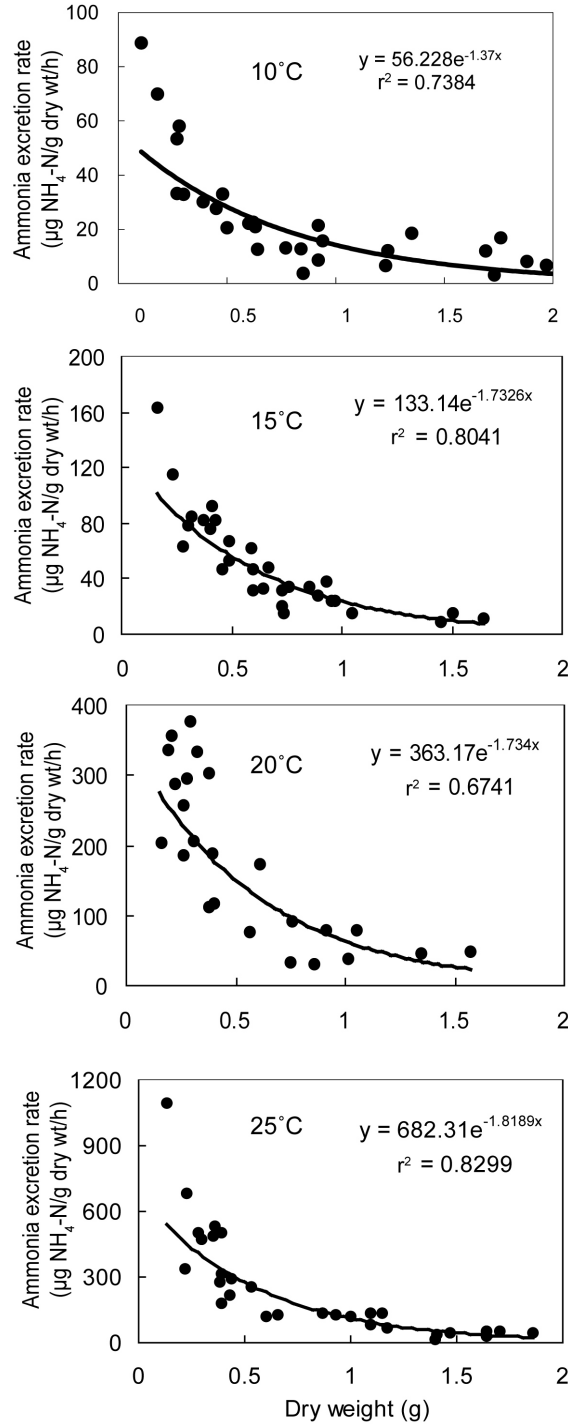 100
80
60
40
20
0
Ammonia excretion rate
(µg NH₄-N/g dry wt/h)
10˚C
y = 56.228e⁻¹·³⁷ˣ
r² = 0.7384
0 0.5 1 1.5 2
200
160
120
80
40
0
Ammonia excretion rate
(µg NH₄-N/g dry wt/h)
15˚C
y = 133.14e⁻¹·⁷³²⁶ˣ
r² = 0.8041
0 0.5 1 1.5 2
400
300
200
100
0
Ammonia excretion rate
(µg NH₄-N/g dry wt/h)
20˚C
y = 363.17e⁻¹·⁷³⁴ˣ
r² = 0.6741
0 0.5 1 1.5 2
1200
900
600
300
0
Ammonia excretion rate
(µg NH₄-N/g dry wt/h)
25˚C
y = 682.31e⁻¹·⁸¹⁸⁹ˣ
r² = 0.8299
0 0.5 1 1.5 2
Dry weight (g)